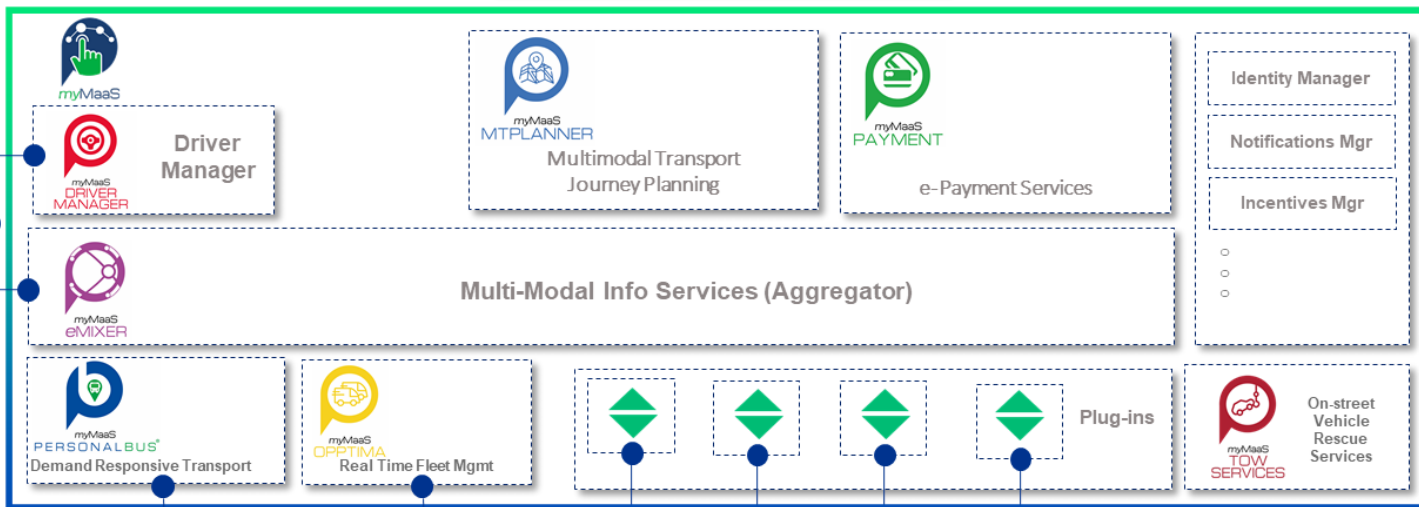 myMaaS
myMaaS
DRIVER
MANAGER
Driver
Manager
myMaaS
MTPLANNER
Multimodal Transport
Journey Planning
myMaaS
PAYMENT
e-Payment Services
Identity Manager
Notifications Mgr
Incentives Mgr
myMaaS
eMIXER
Multi-Modal Info Services (Aggregator)
myMaaS
PERSONALBUS®
Demand Responsive Transport
myMaaS
OPPTIMA
Real Time Fleet Mgmt
Plug-ins
myMaaS
TOW
SERVICES
On-street
Vehicle
Rescue
Services